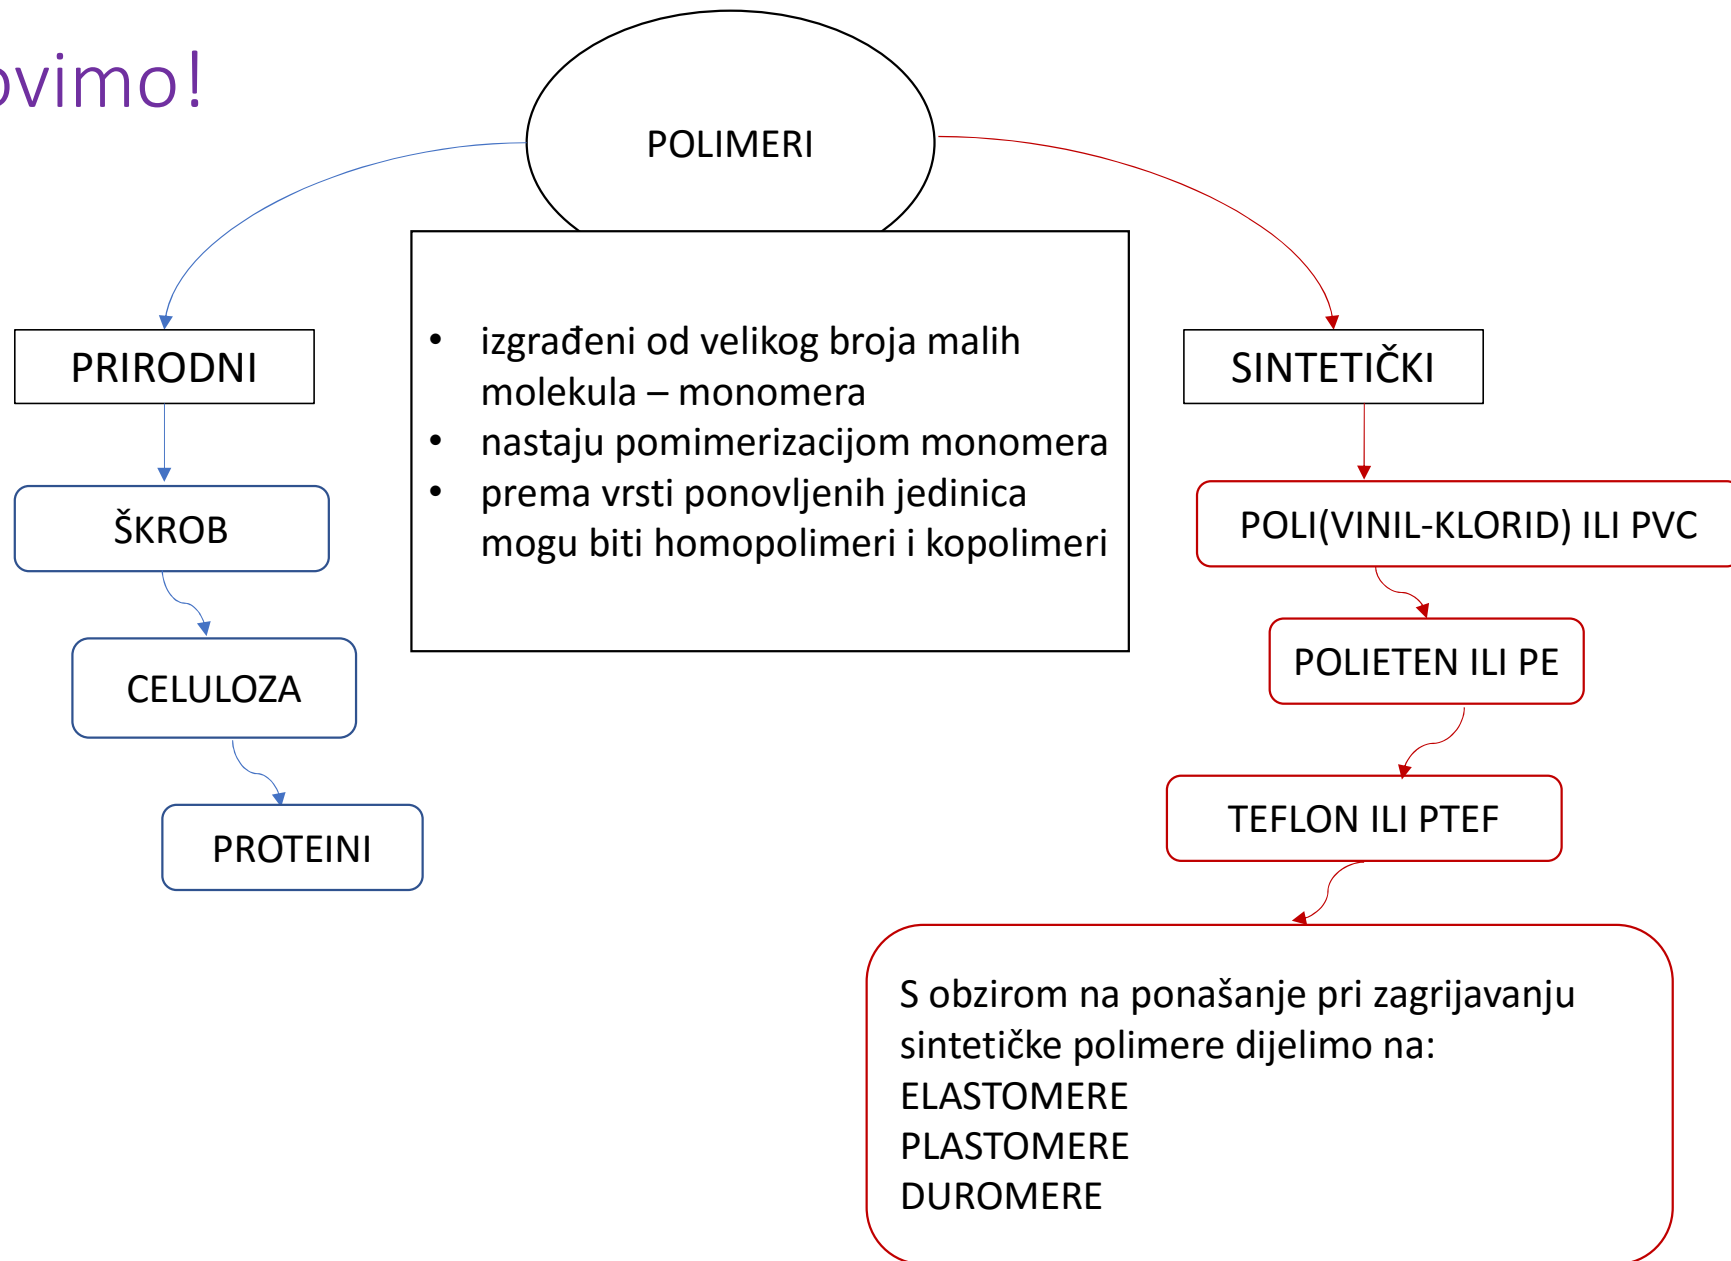 ovimo!
POLIMERI
PRIRODNI
ŠKROB
CELULOZA
PROTEINI
• izgrađeni od velikog broja malih
molekula – monomera
• nastaju pomimerizacijom monomera
• prema vrsti ponovljenih jedinica
mogu biti homopolimeri i kopolimeri
SINTETIČKI
POLI(VINIL-KLORID) ILI PVC
POLIETEN ILI PE
TEFLON ILI PTEF
S obzirom na ponašanje pri zagrijavanju
sintetičke polimere dijelimo na:
ELASTOMERE
PLASTOMERE
DUROMERE